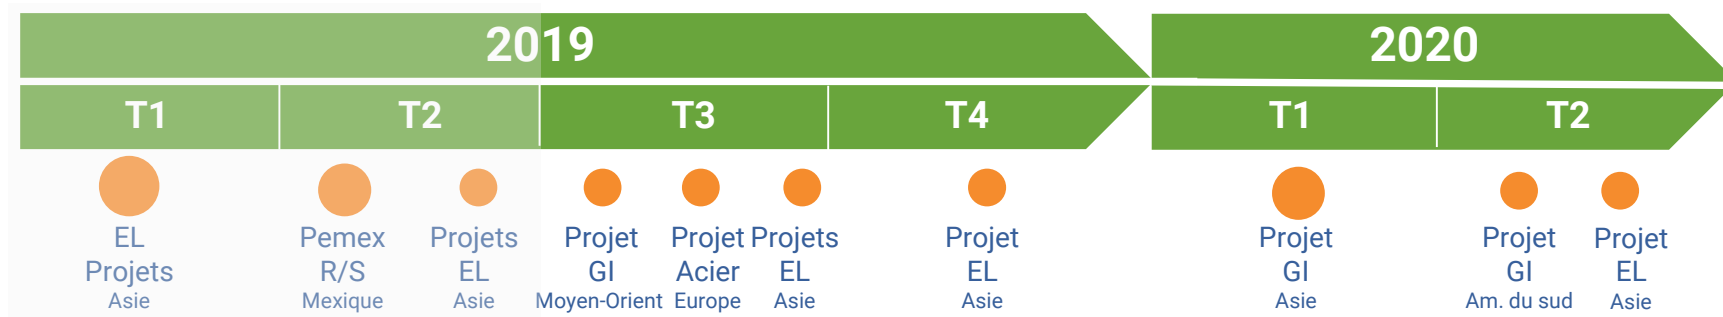 2019
2020
T1
T2
T3
T4
T1
T2
EL
Projets
Asie
Pemex
R/S
Mexique
Projets
EL
Asie
Projet
GI
Moyen-Orient
Projet
Acier
Europe
Projets
EL
Asie
Projet
EL
Asie
Projet
GI
Asie
Projet
GI
Am. du sud
Projet
EL
Asie